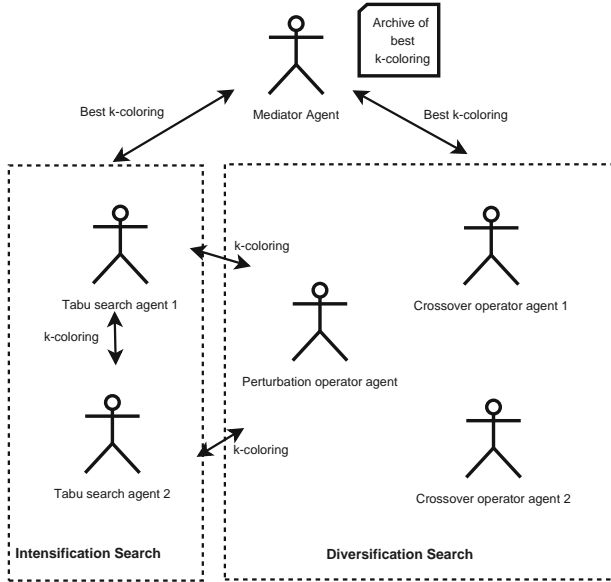 Archive of
best
k-coloring
Mediator Agent
Best k-coloring
Best k-coloring
k-coloring
Tabu search agent 1
Crossover operator agent 1
k-coloring
Perturbation operator agent
k-coloring
Tabu search agent 2
Crossover operator agent 2
Intensification Search
Diversification Search